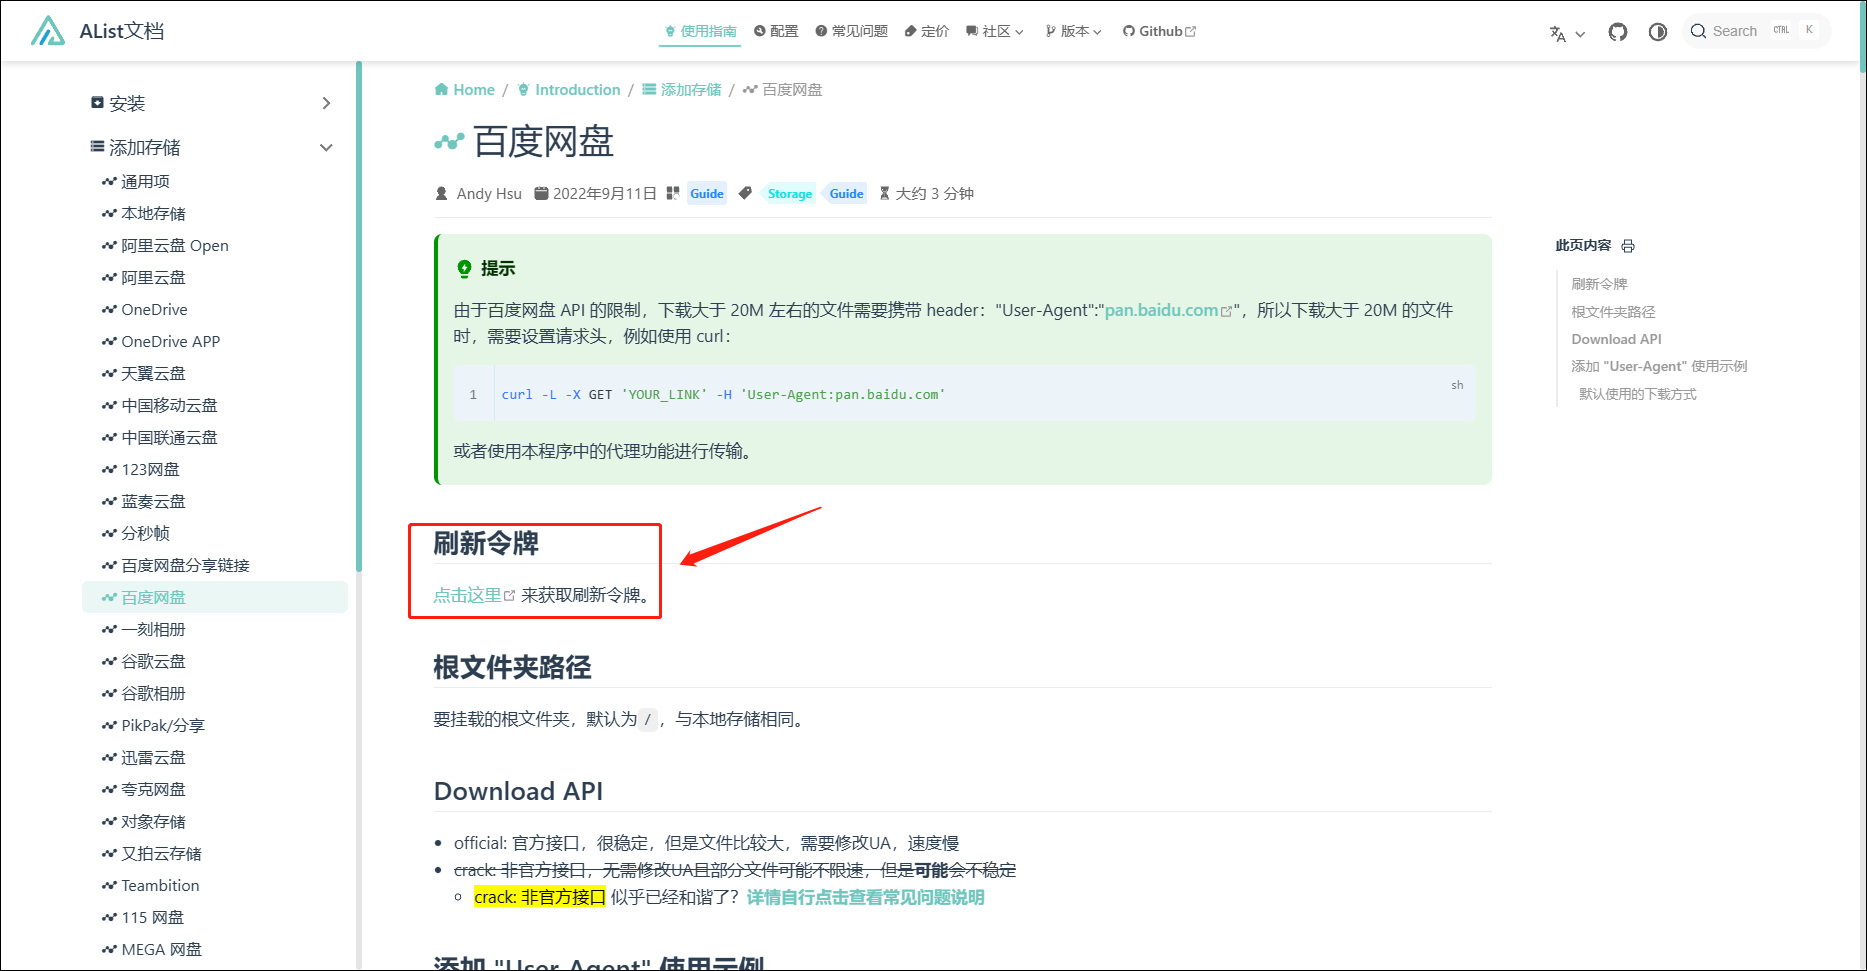 AList文档
使用指南 配置 常见问题 定价 社区 版本 Github
Search CTRL K
安装
添加存储
通用项
本地存储
阿里云盘 Open
阿里云盘
OneDrive
OneDrive APP
天翼云盘
中国移动云盘
中国联通云盘
123网盘
蓝奏云盘
分秒帧
百度网盘分享链接
百度网盘
一刻相册
谷歌云盘
谷歌相册
PikPak/分享
迅雷云盘
夸克网盘
对象存储
又拍云存储
Teambition
115 网盘
MEGA 网盘
Home / Introduction / 添加存储 / 百度网盘
百度网盘
Andy Hsu 2022年9月11日 Guide Storage Guide 大约 3 分钟
提示
由于百度网盘 API 的限制，下载大于 20M 左右的文件需要携带 header："User-Agent":"pan.baidu.com"，所以下载大于 20M 的文件
时，需要设置请求头，例如使用 curl：
sh
1 curl -L -X GET 'YOUR_LINK' -H 'User-Agent:pan.baidu.com'
或者使用本程序中的代理功能进行传输。
刷新令牌
点击这里 来获取刷新令牌。
根文件夹路径
要挂载的根文件夹，默认为 / ，与本地存储相同。
Download API
official: 官方接口，很稳定，但是文件比较大，需要修改UA，速度慢
crack: 非官方接口，无需修改UA且部分文件可能不限速，但是可能会不稳定
crack: 非官方接口 似乎已经和谐了？详情自行点击查看常见问题说明
添加 "User-Agent" 使用示例
此页内容
刷新令牌
根文件夹路径
Download API
添加 "User-Agent" 使用示例
默认使用的下载方式